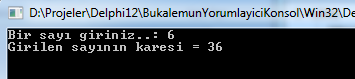 D:\Projeler\Delphi12\BukalemunYorumlayiciKonsol\Win32\De
Bir sayı giriniz..: 6
Girilen sayının karesi = 36